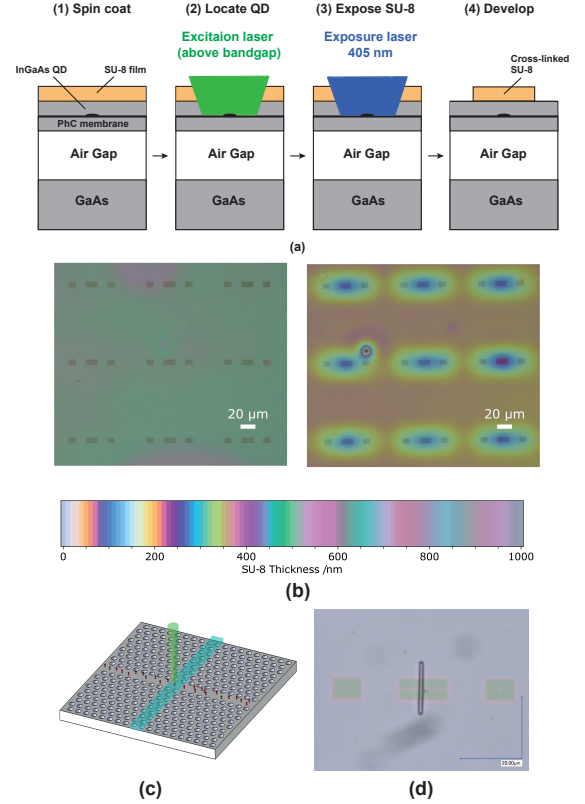 (1) Spin coat
(2) Locate QD
(3) Expose SU-8
(4) Develop
Excitaion laser
(above bandgap)
Exposure laser
405 nm
Cross-linked
SU-8
InGaAs QD
SU-8 film
PhC membrane
Air Gap
Air Gap
Air Gap
Air Gap
GaAs
GaAs
GaAs
GaAs
(a)
20 μm
20 μm
0 200 400 600 800 1000
SU-8 Thickness /nm
(b)
20.00μm
(c)
(d)